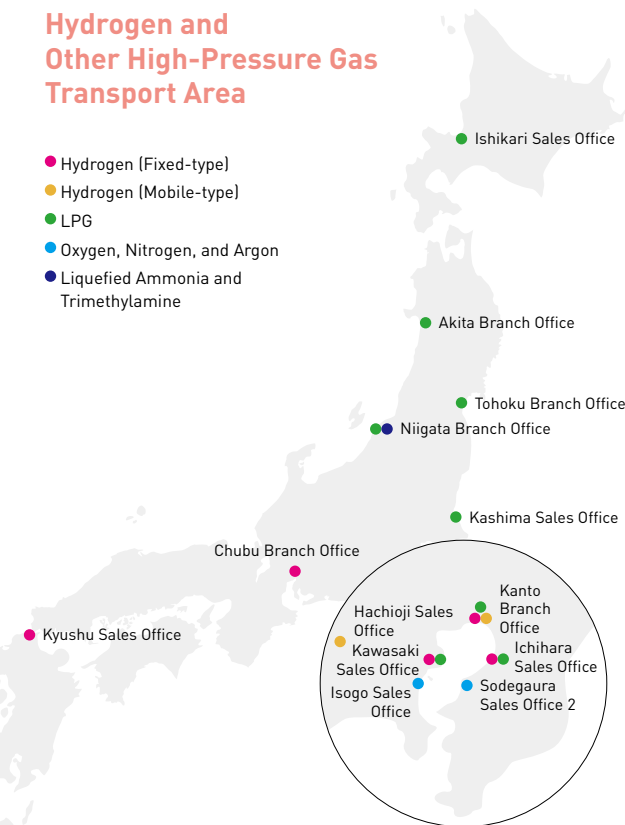 Hydrogen and
Other High-Pressure Gas
Transport Area
Hydrogen (Fixed-type)
Hydrogen (Mobile-type)
LPG
Oxygen, Nitrogen, and Argon
Liquefied Ammonia and
Trimethylamine
Ishikari Sales Office
Akita Branch Office
Tohoku Branch Office
Niigata Branch Office
Kashima Sales Office
Chubu Branch Office
Kyushu Sales Office
Kanto
Branch
Office
Hachioji Sales
Office
Kawasaki
Sales Office
Ichihara
Sales Office
Isogo Sales
Office
Sodegaura
Sales Office 2